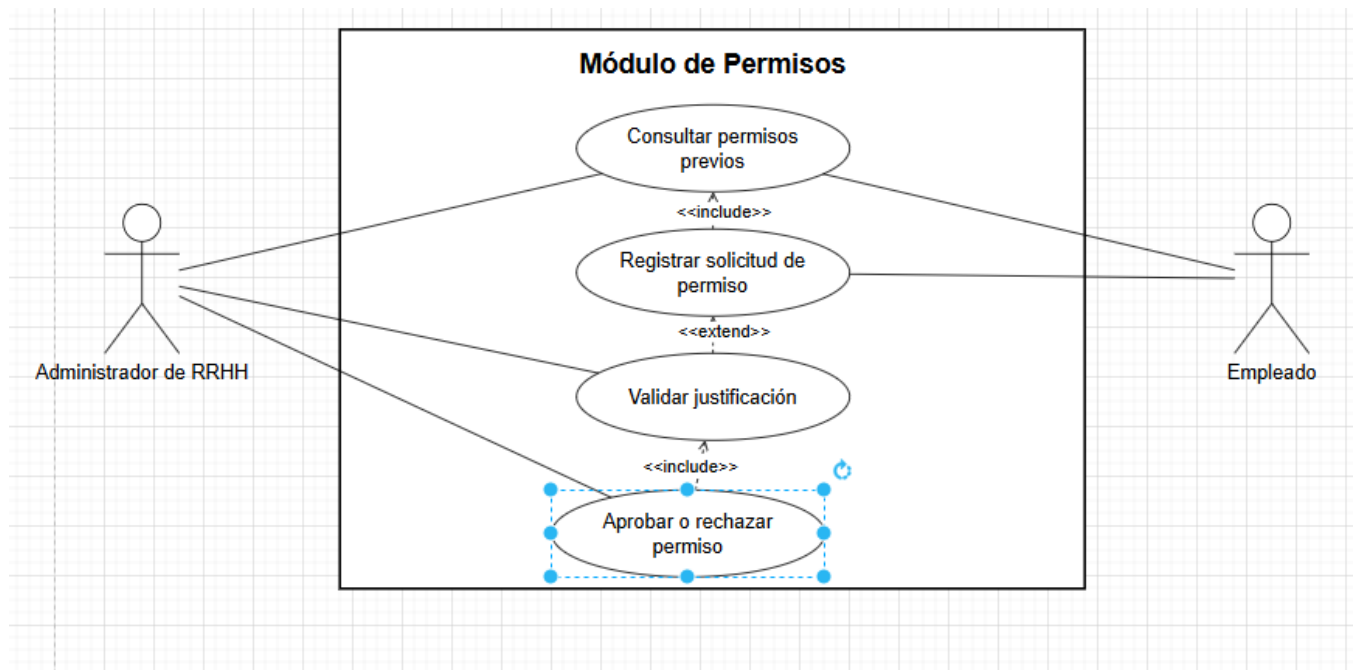 Módulo de Permisos
Consultar permisos
previos
<<include>>
Registrar solicitud de
permiso
<<extend>>
Administrador de RRHH
Empleado
Validar justificación
<<include>>
Aprobar o rechazar
permiso